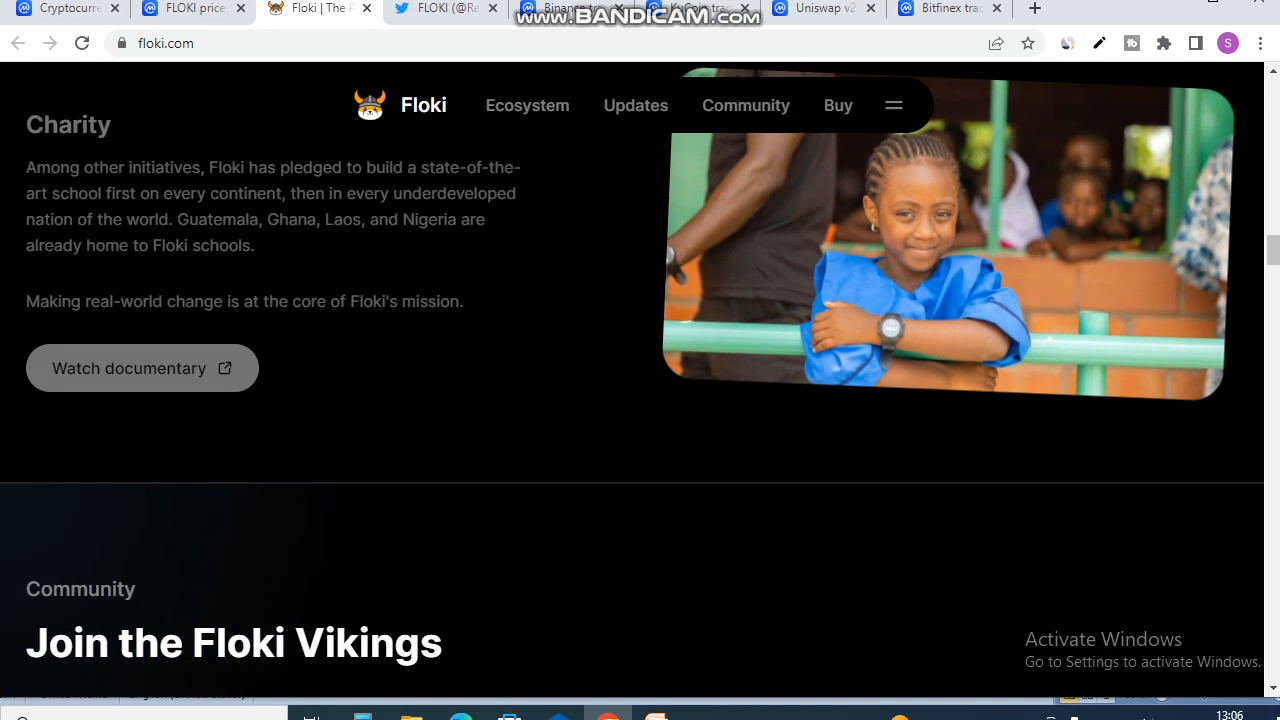 Cryptocurre
FLOKI price
Floki | The F
FLOKI (@Re
Binance tra
KuCoin trac
Uniswap v2
Bitfinex trac
www.BANDICAM.com
floki.com
S
Floki
Ecosystem
Updates
Community
Buy
Charity
Among other initiatives, Floki has pledged to build a state-of-the-
art school first on every continent, then in every underdeveloped
nation of the world. Guatemala, Ghana, Laos, and Nigeria are
already home to Floki schools.
Making real-world change is at the core of Floki's mission.
Watch documentary
Community
Join the Floki Vikings
Activate Windows
Go to Settings to activate Windows.
13:06